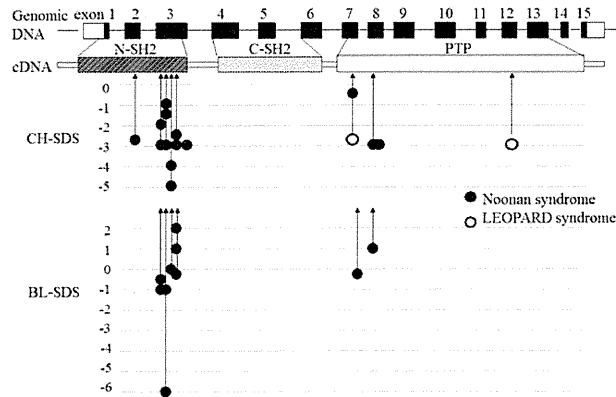 Genomic exon 1 2 3 4 5 6 7 8 9 10 11 12 13 14 15
DNA
N-SH2 C-SH2 PTP
cDNA
0
-1
-2
CH-SDS
-3
-4
-5
Noonan syndrome
LEOPARD syndrome
2
1
0
BL-SDS
-1
-2
-3
-4
-5
-6